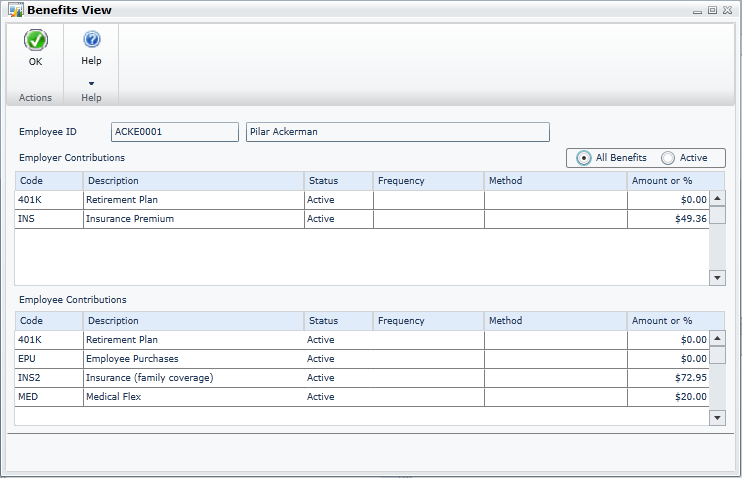 Benefits View
OK Help
Actions Help
Employee ID ACKE0001 Pilar Ackerman
Employer Contributions All Benefits Active
Code Description Status Frequency Method Amount or %
401K Retirement Plan Active $0.00
INS Insurance Premium Active $49.36
Employee Contributions
Code Description Status Frequency Method Amount or %
401K Retirement Plan Active $0.00
EPU Employee Purchases Active $0.00
INS2 Insurance (family coverage) Active $72.95
MED Medical Flex Active $20.00